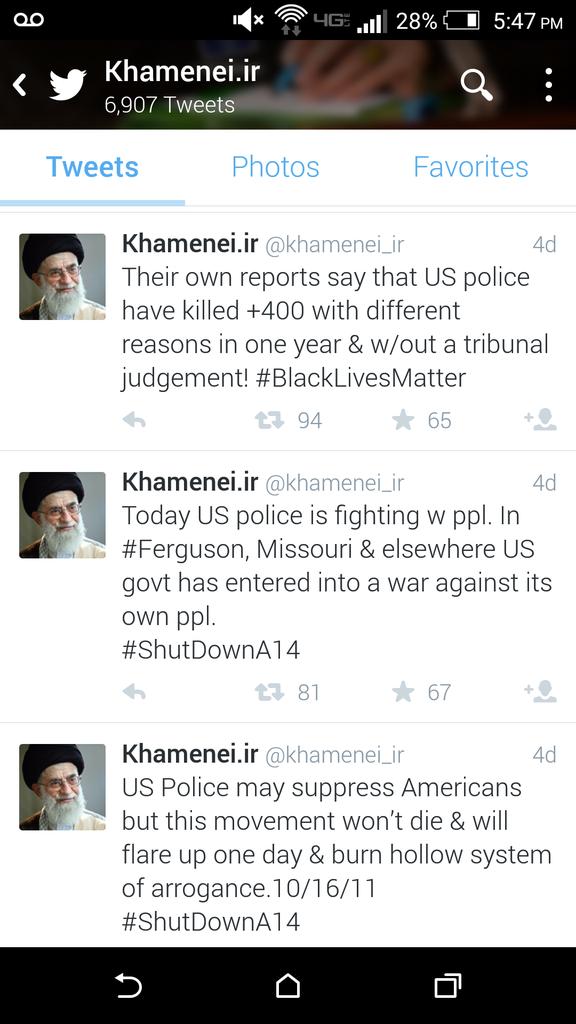 4G LTE 28% 5:47 PM
Khamenei.ir
6,907 Tweets
Tweets Photos Favorites
Khamenei.ir @khamenei_ir 4d
Their own reports say that US police
have killed +400 with different
reasons in one year & w/out a tribunal
judgement! #BlackLivesMatter
94 65
Khamenei.ir @khamenei_ir 4d
Today US police is fighting w ppl. In
#Ferguson, Missouri & elsewhere US
govt has entered into a war against its
own ppl.
#ShutDownA14
81 67
Khamenei.ir @khamenei_ir 4d
US Police may suppress Americans
but this movement won't die & will
flare up one day & burn hollow system
of arrogance.10/16/11
#ShutDownA14